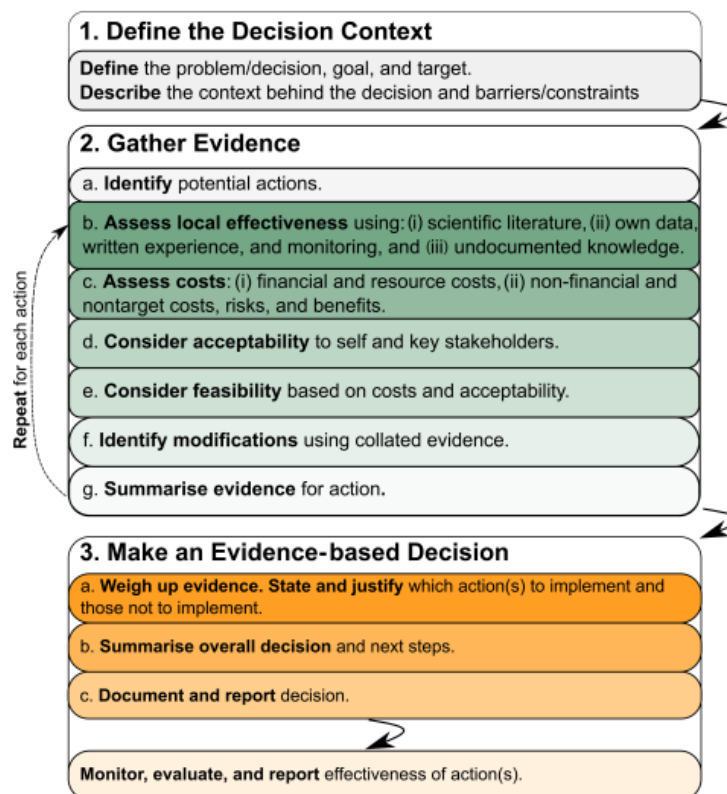 1. Define the Decision Context
Define the problem/decision, goal, and target.
Describe the context behind the decision and barriers/constraints
2. Gather Evidence
a. Identify potential actions.
b. Assess local effectiveness using: (i) scientific literature, (ii) own data,
written experience, and monitoring, and (iii) undocumented knowledge.
c. Assess costs: (i) financial and resource costs, (ii) non-financial and
nontarget costs, risks, and benefits.
d. Consider acceptability to self and key stakeholders.
e. Consider feasibility based on costs and acceptability.
f. Identify modifications using collated evidence.
g. Summarise evidence for action.
Repeat for each action
3. Make an Evidence-based Decision
a. Weigh up evidence. State and justify which action(s) to implement and
those not to implement.
b. Summarise overall decision and next steps.
c. Document and report decision.
Monitor, evaluate, and report effectiveness of action(s).